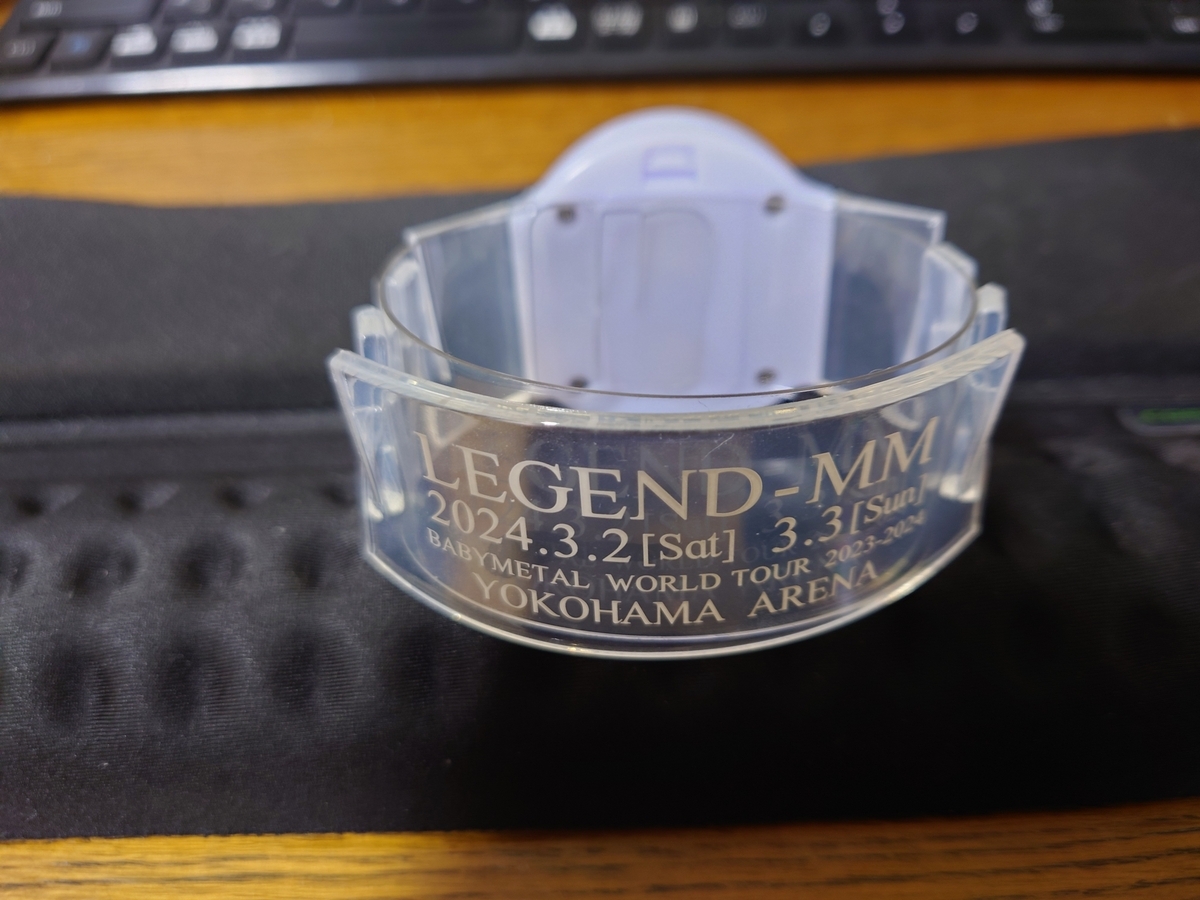 LEGEND-MM
2024.3.2[Sat] 3.3[Sun]
BABYMETAL WORLD TOUR 2023-2024
YOKOHAMA ARENA